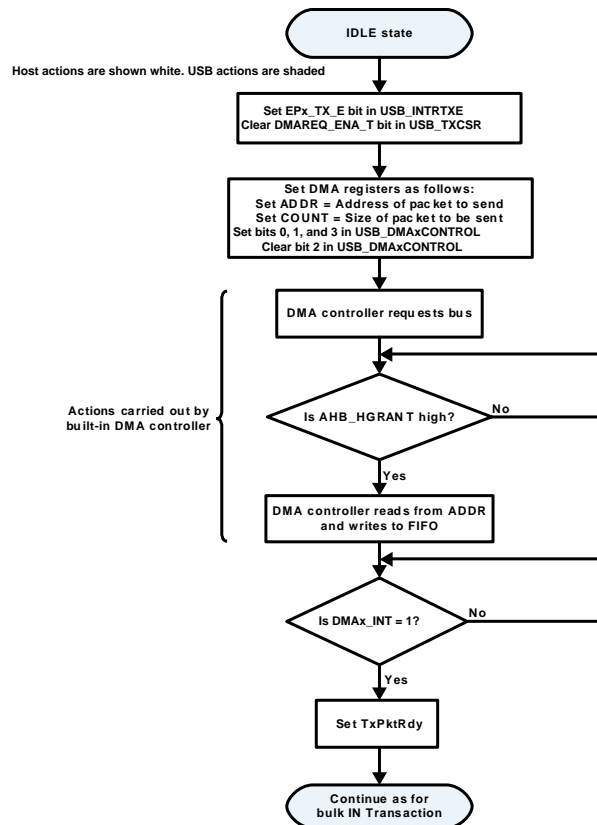 IDLE state
Host actions are shown white. USB actions are shaded
Set EPx_TX_E bit in USB_INTRTXE
Clear DMAREQ_ENA_T bit in USB_TXCSR
Set DMA registers as follows:
Set ADDR = Address of packet to send
Set COUNT = Size of packet to be sent
Set bits 0, 1, and 3 in USB_DMAxCONTROL
Clear bit 2 in USB_DMAxCONTROL
DMA controller requests bus
Actions carried out by
built-in DMA controller
Is AHB_HGRANT high?
No
Yes
DMA controller reads from ADDR
and writes to FIFO
Is DMAx_INT = 1?
No
Yes
Set TxPktRdy
Continue as for
bulk IN Transaction